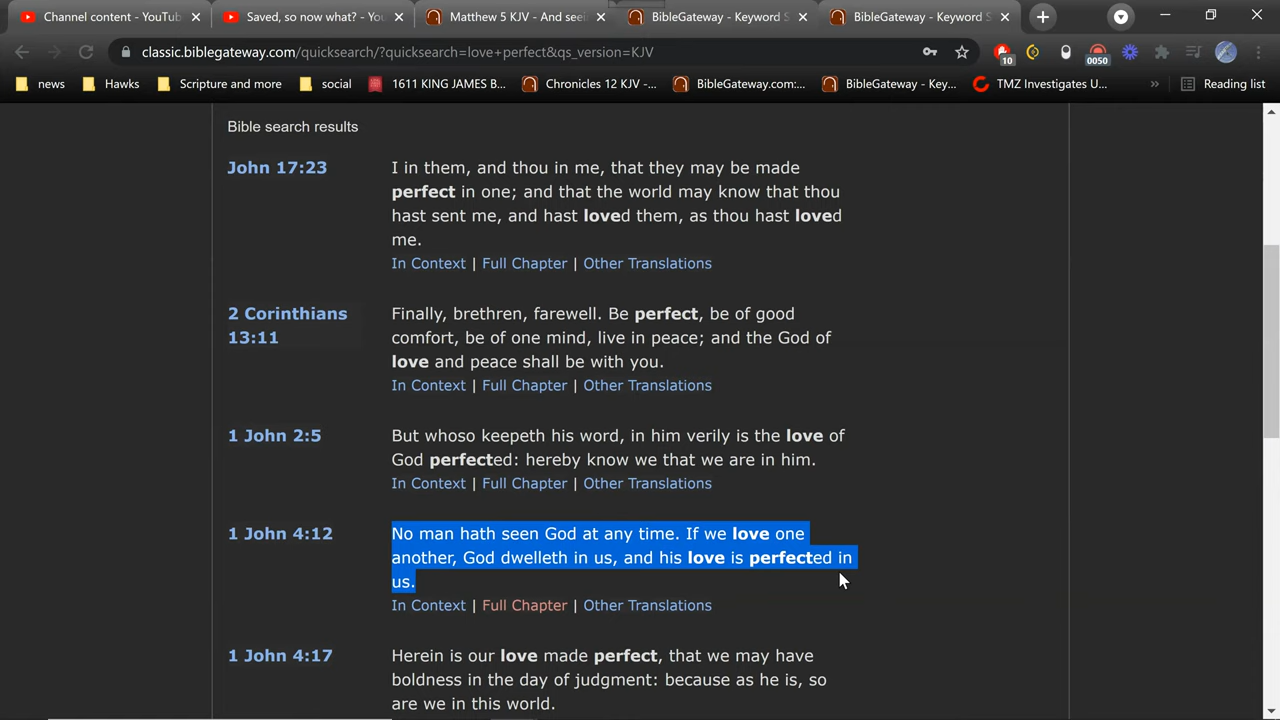 Content - YouTube
Saved, so now what? - You
Matthew 5 KJV - And seei
BibleGateway - Keyword S
BibleGateway - Keyword S
classic.biblegateway.com/quicksearch/?quicksearch=love+perfect&qs_version=KJV
10
0050
news
Hawks
Scripture and more
social
1611 KING JAMES B...
Chronicles 12 KJV -...
BibleGateway.com:...
BibleGateway - Key...
TMZ Investigates U...
»
Reading list
Bible search results
John 17:23
I in them, and thou in me, that they may be made
perfect in one; and that the world may know that thou
hast sent me, and hast loved them, as thou hast loved
me.
In Context | Full Chapter | Other Translations
2 Corinthians
13:11
Finally, brethren, farewell. Be perfect, be of good
comfort, be of one mind, live in peace; and the God of
love and peace shall be with you.
In Context | Full Chapter | Other Translations
1 John 2:5
But whoso keepeth his word, in him verily is the love of
God perfected: hereby know we that we are in him.
In Context | Full Chapter | Other Translations
1 John 4:12
No man hath seen God at any time. If we love one
another, God dwelleth in us, and his love is perfected in
us.
In Context | Full Chapter | Other Translations
1 John 4:17
Herein is our love made perfect, that we may have
boldness in the day of judgment: because as he is, so
are we in this world.